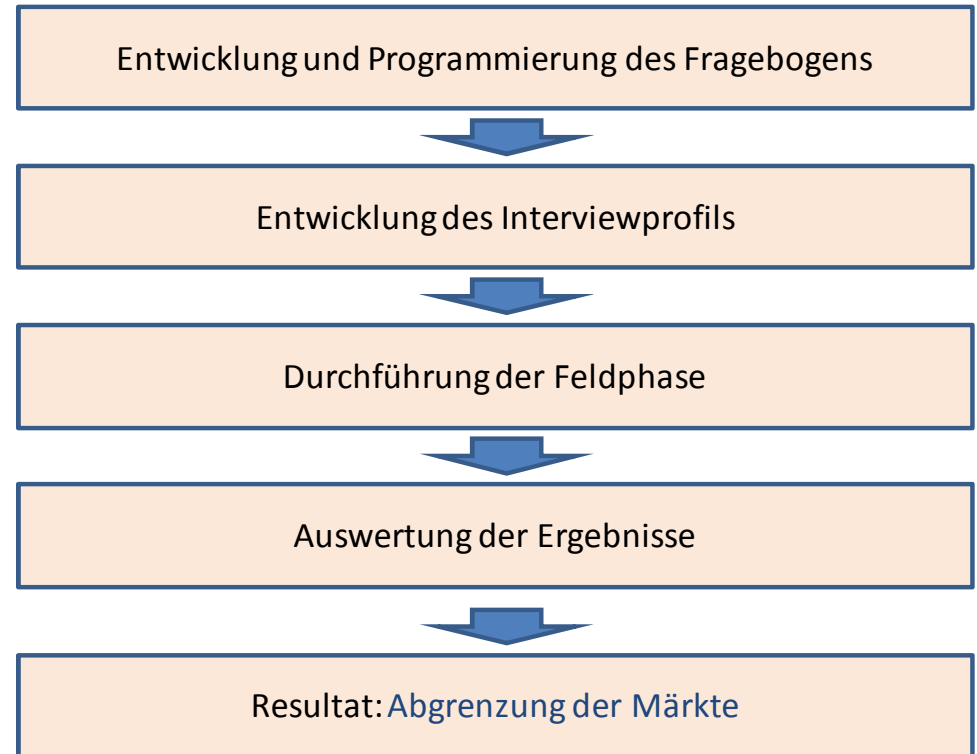 Entwicklung und Programmierung des Fragebogens
Entwicklung des Interviewprofils
Durchführung der Feldphase
Auswertung der Ergebnisse
Resultat: Abgrenzung der Märkte